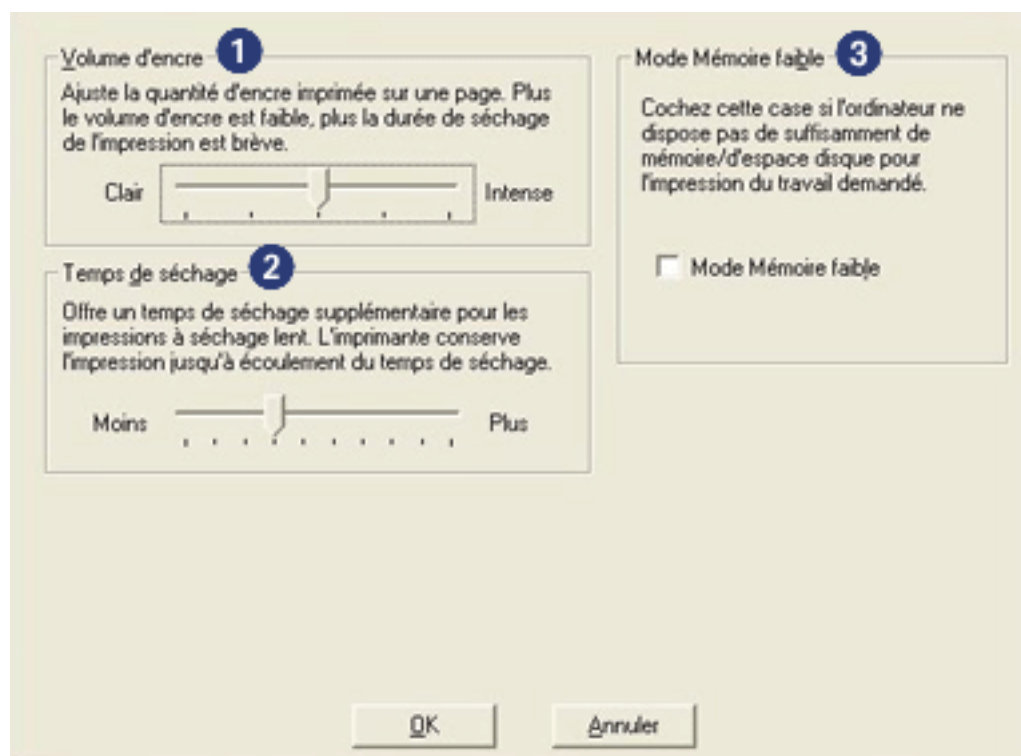 Volume d'encre 1
Ajuste la quantité d'encre imprimée sur une page. Plus
le volume d'encre est faible, plus la durée de séchage
de l'impression est brève.
Clair Intense
Temps de séchage 2
Offre un temps de séchage supplémentaire pour les
impressions à séchage lent. L'imprimante conserve
l'impression jusqu'à écoulement du temps de séchage.
Moins Plus
Mode Mémoire faible 3
Cochez cette case si l'ordinateur ne
dispose pas de suffisamment de
mémoire/d'espace disque pour
l'impression du travail demandé.
Mode Mémoire faible
OK Annuler